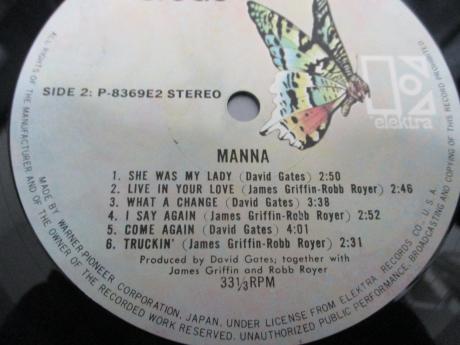 SIDE 2: P-8369E2 STEREO
elektra
MANNA
1. SHE WAS MY LADY (David Gates) 2:50
2. LIVE IN YOUR LOVE (James Griffin-Robb Royer) 2:46
3. WHAT A CHANGE (David Gates) 3:38
4. I SAY AGAIN (James Griffin-Robb Royer) 2:52
5. COME AGAIN (David Gates) 4:01
6. TRUCKIN' (James Griffin-Robb Royer) 2:31
Produced by David Gates; together with
James Griffin and Robb Royer
33 1/3 RPM
ALL RIGHTS OF THE MANUFACTURER AND OF THE OWNER OF THE RECORDED WORK RESERVED. UNAUTHORIZED PUBLIC PERFORMANCE, BROADCASTING AND COPYING OF THIS RECORD PROHIBITED
MADE BY WARNER-PIONEER CORPORATION, JAPAN, UNDER LICENSE FROM ELEKTRA RECORDS CO., U.S.A.